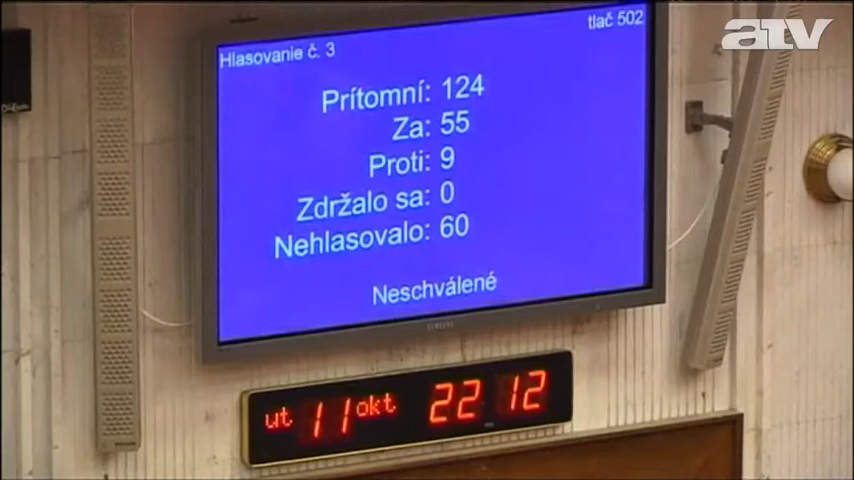 atv
Hlasovanie č. 3 tlač 502
Prítomní: 124
Za: 55
Proti: 9
Zdržalo sa: 0
Nehlasovalo: 60
Neschválené
SAMSUNG
ut 11 okt 22 12